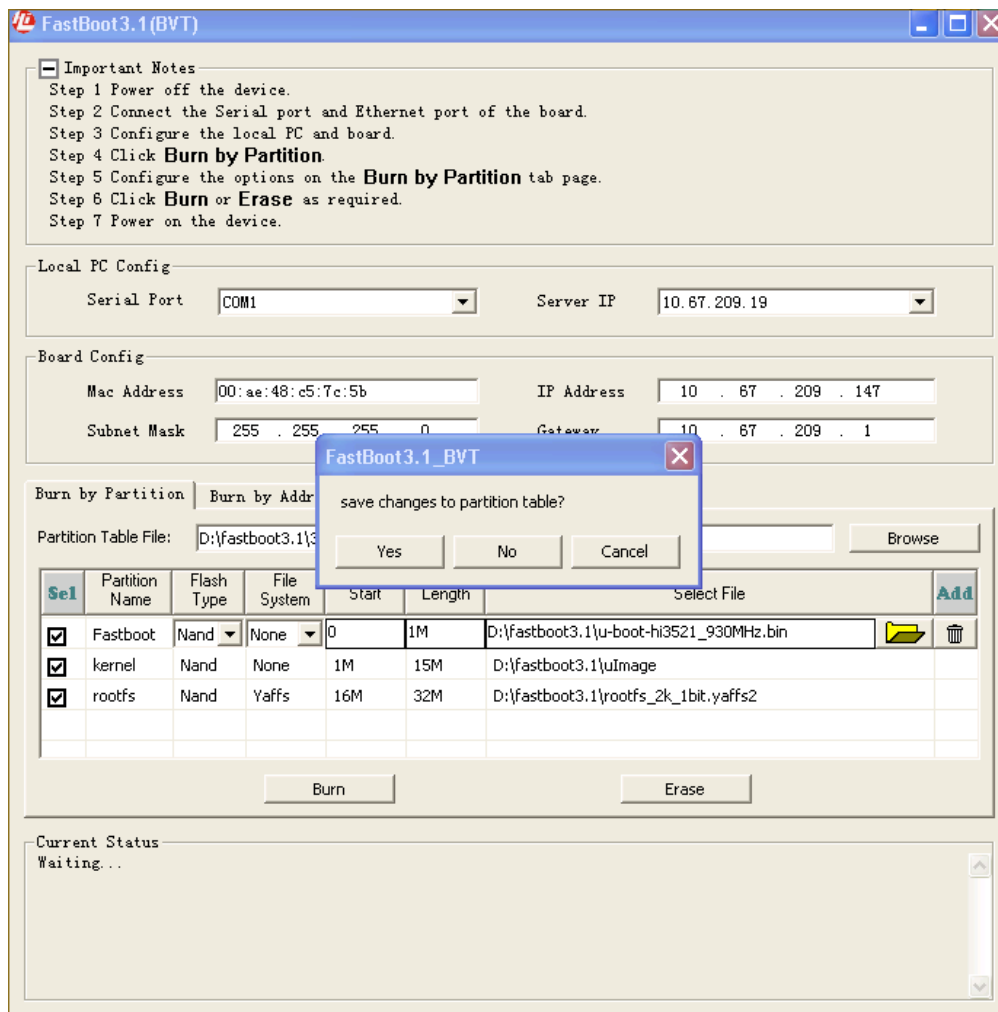 FastBoot3.1(BVT)
Important Notes
Step 1 Power off the device.
Step 2 Connect the Serial port and Ethernet port of the board.
Step 3 Configure the local PC and board.
Step 4 Click Burn by Partition.
Step 5 Configure the options on the Burn by Partition tab page.
Step 6 Click Burn or Erase as required.
Step 7 Power on the device.
Local PC Config
Serial Port COM1 Server IP 10.67.209.19
Board Config
Mac Address 00:ae:48:c5:7c:5b IP Address 10 . 67 . 209 . 147
Subnet Mask 255 . 255 . 255 . 0 Gateway 10 . 67 . 209 . 1
FastBoot3.1_BVT
save changes to partition table?
Yes No Cancel
Burn by Partition Burn by Addr
Partition Table File: D:\fastboot3.1\3 Browse
Sel Partition Name Flash Type File System Start Length Select File Add
Fastboot Nand None 0 1M D:\fastboot3.1\u-boot-hi3521_930MHz.bin
kernel Nand None 1M 15M D:\fastboot3.1\uImage
rootfs Nand Yaffs 16M 32M D:\fastboot3.1\rootfs_2k_1bit.yaffs2
Burn Erase
Current Status
Waiting...